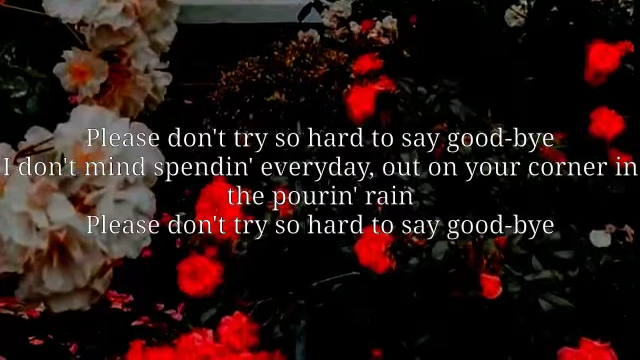 Please don't try so hard to say good-bye
I don't mind spendin' everyday, out on your corner in
the pourin' rain
Please don't try so hard to say good-bye